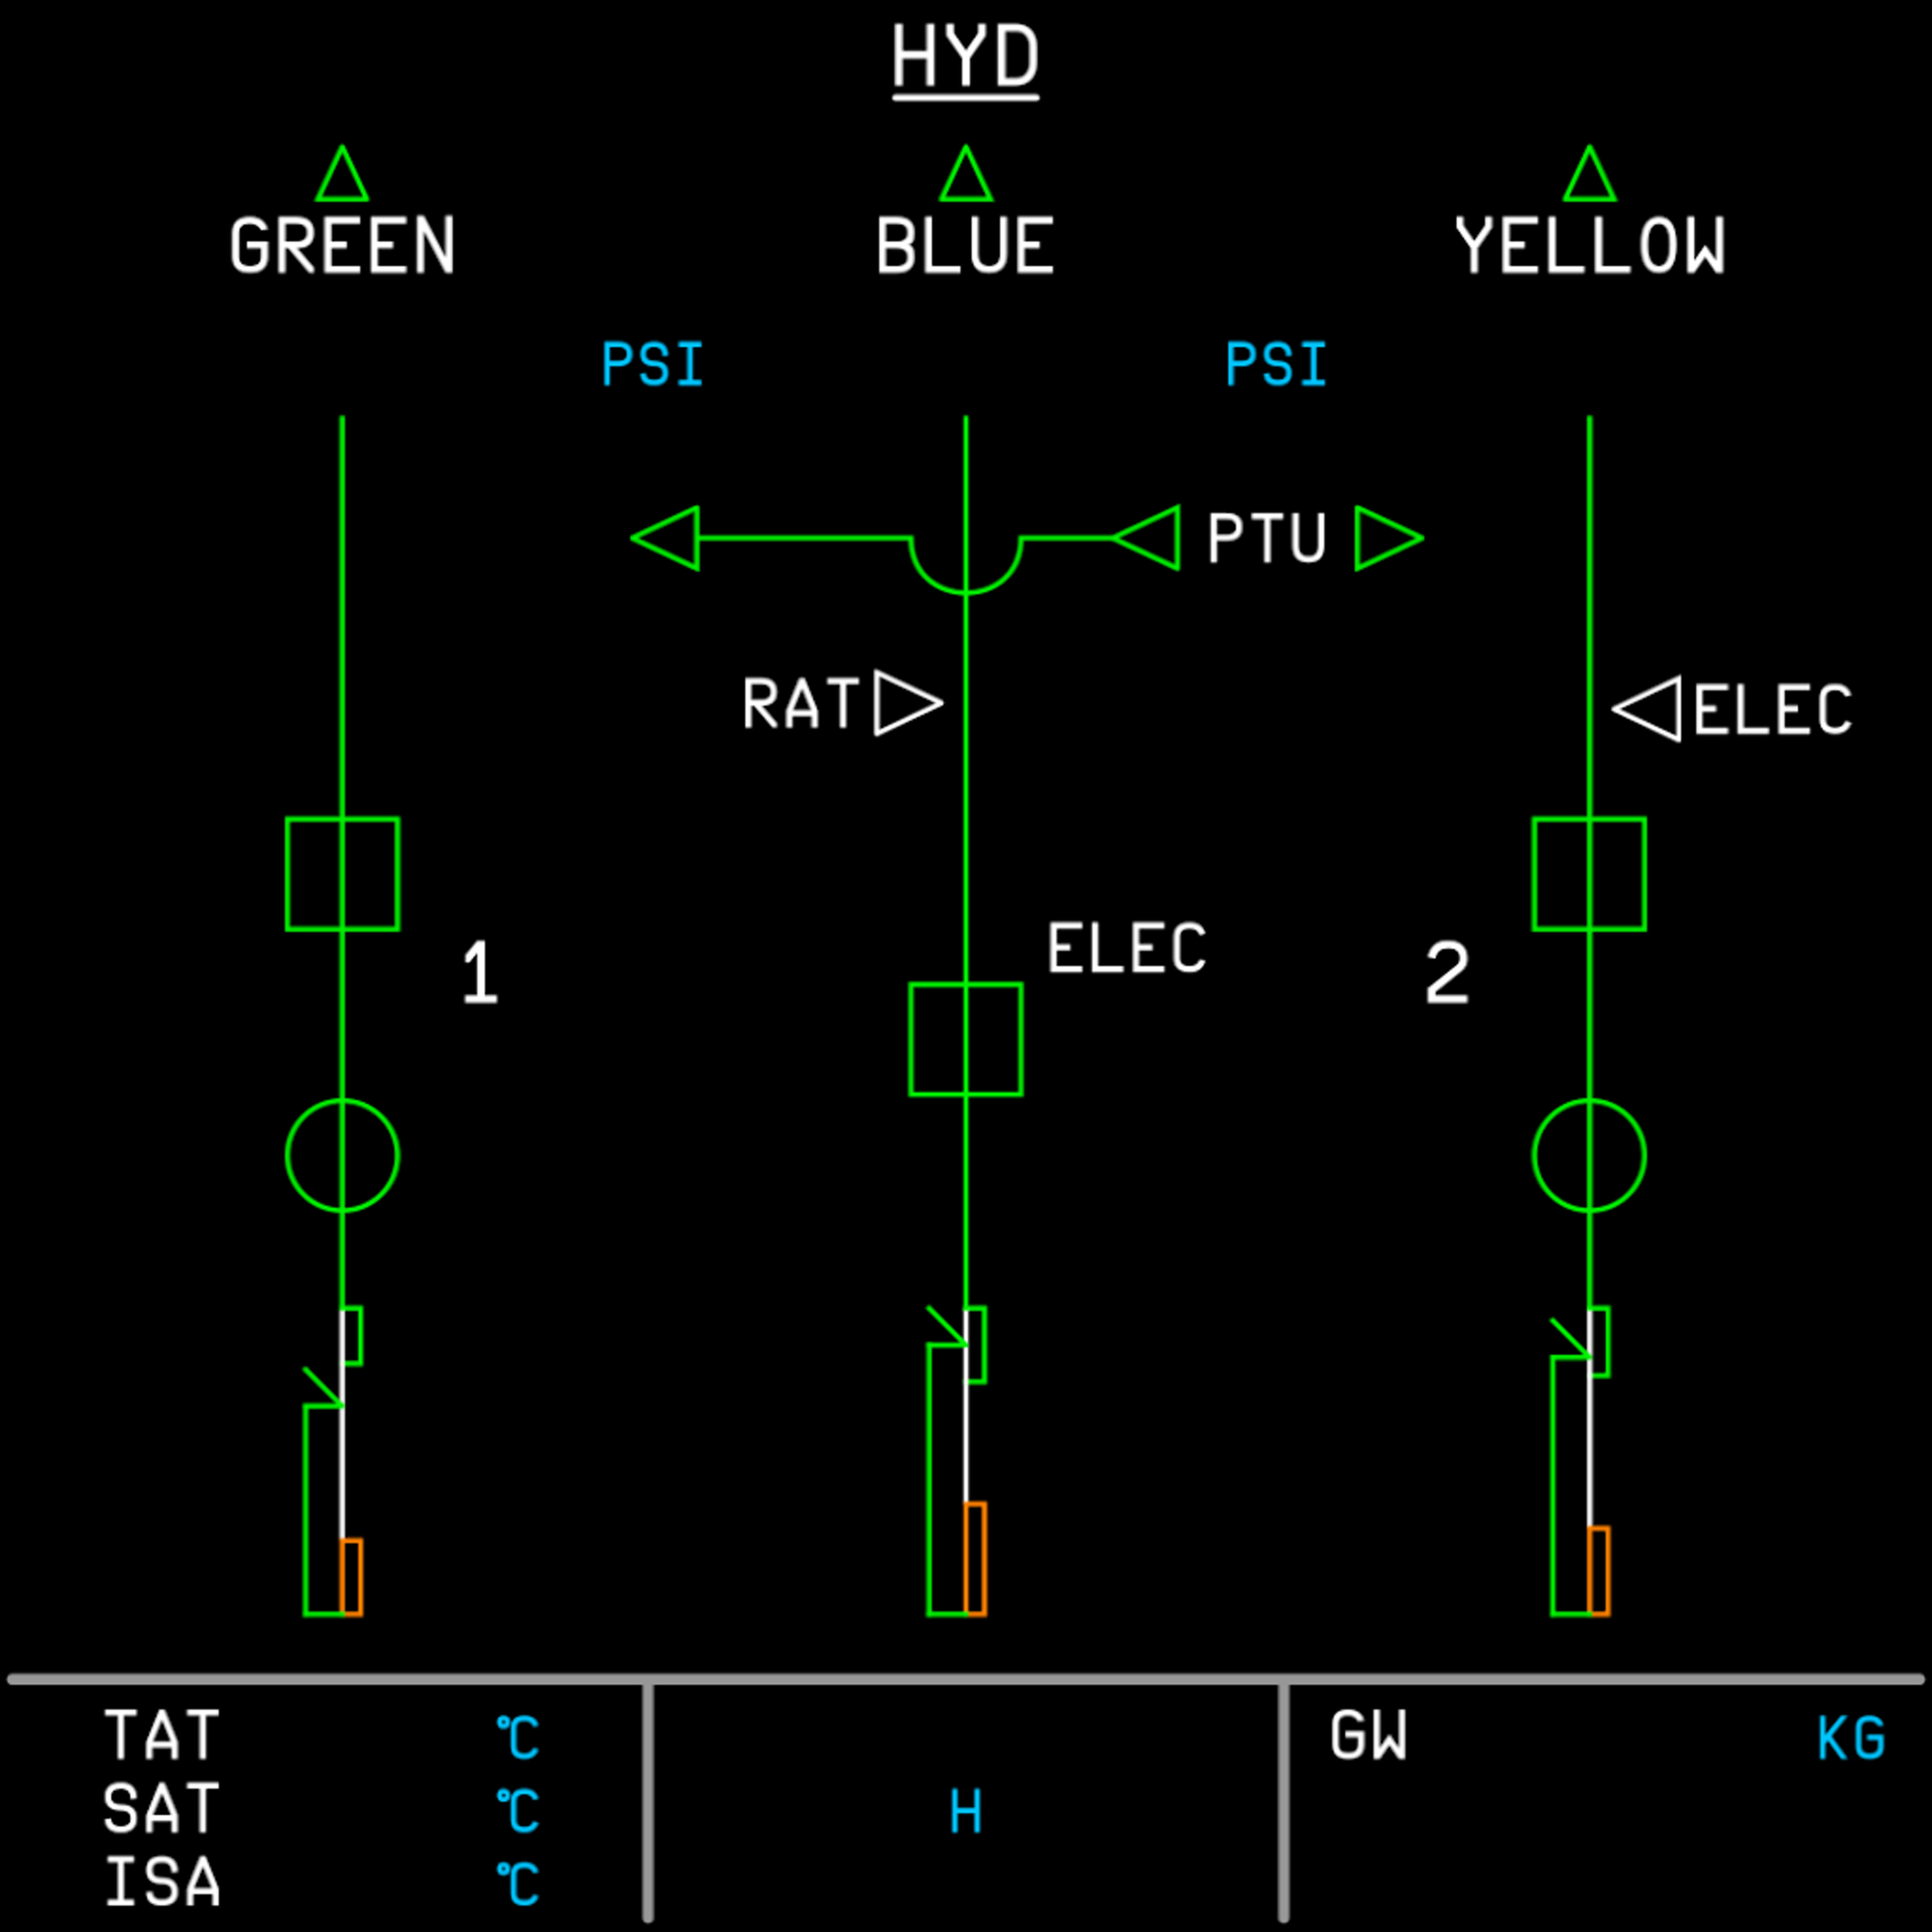 HYD
GREEN BLUE YELLOW
PSI PSI
PTU
RAT ELEC
ELEC
1 2
TAT °C GW KG
SAT °C H
ISA °C